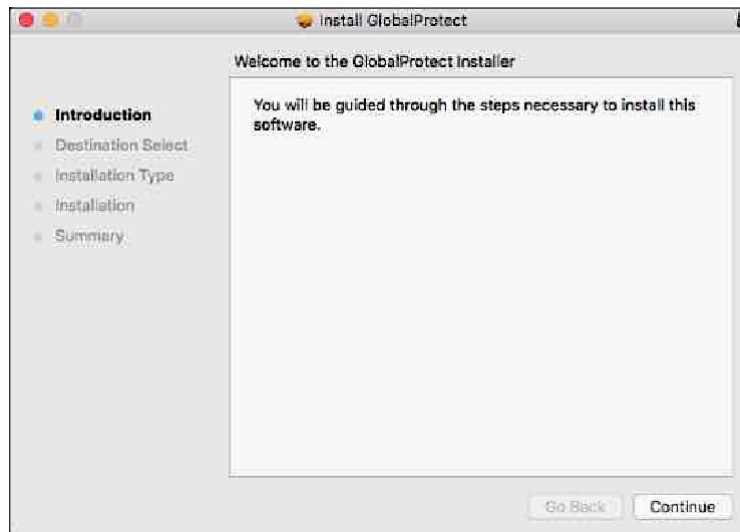 Install GlobalProtect
Welcome to the GlobalProtect Installer
Introduction
Destination Select
Installation Type
Installation
Summary
You will be guided through the steps necessary to install this
software.
Go Back
Continue